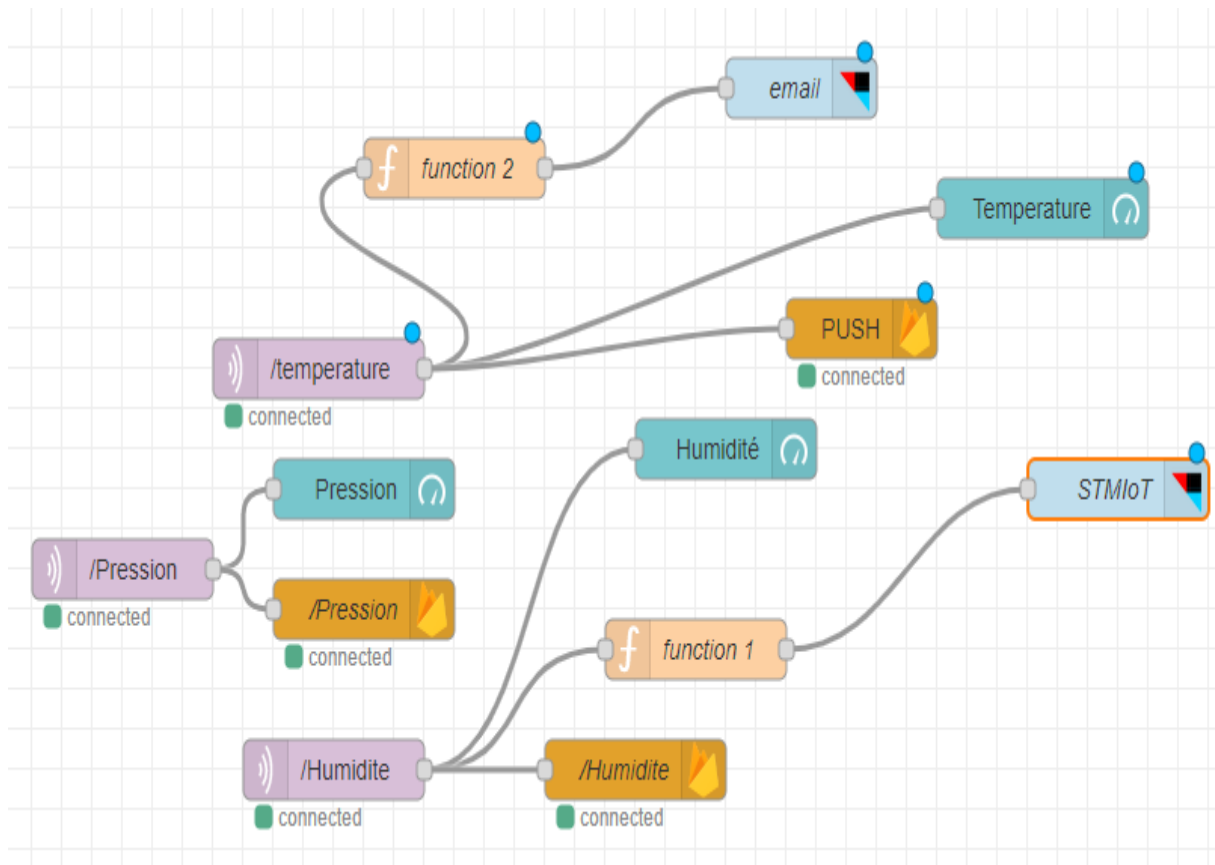 email
function 2
Temperature
PUSH
connected
/temperature
connected
Humidité
Pression
STMIoT
/Pression
connected
/Pression
connected
function 1
/Humidite
connected
/Humidite
connected